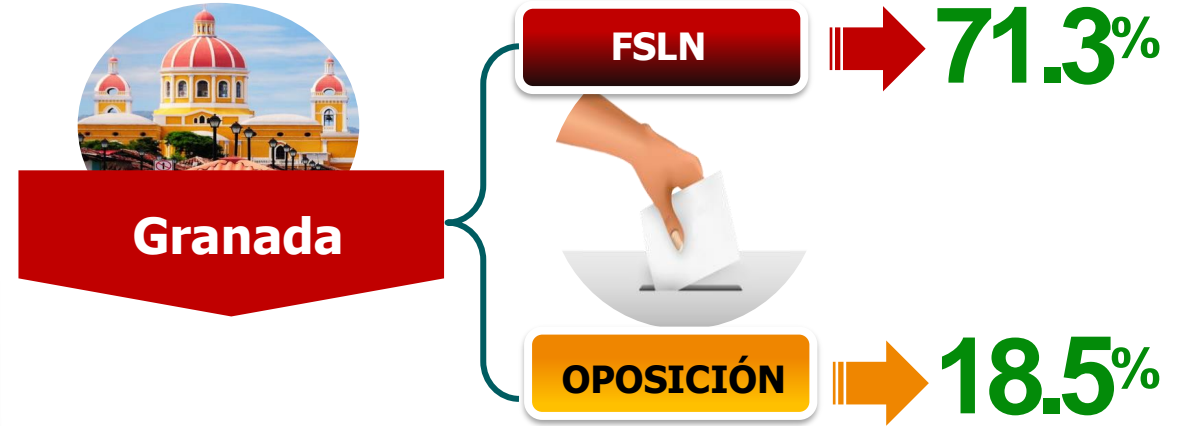 FSLN
71.3%
Granada
OPOSICIÓN
18.5%